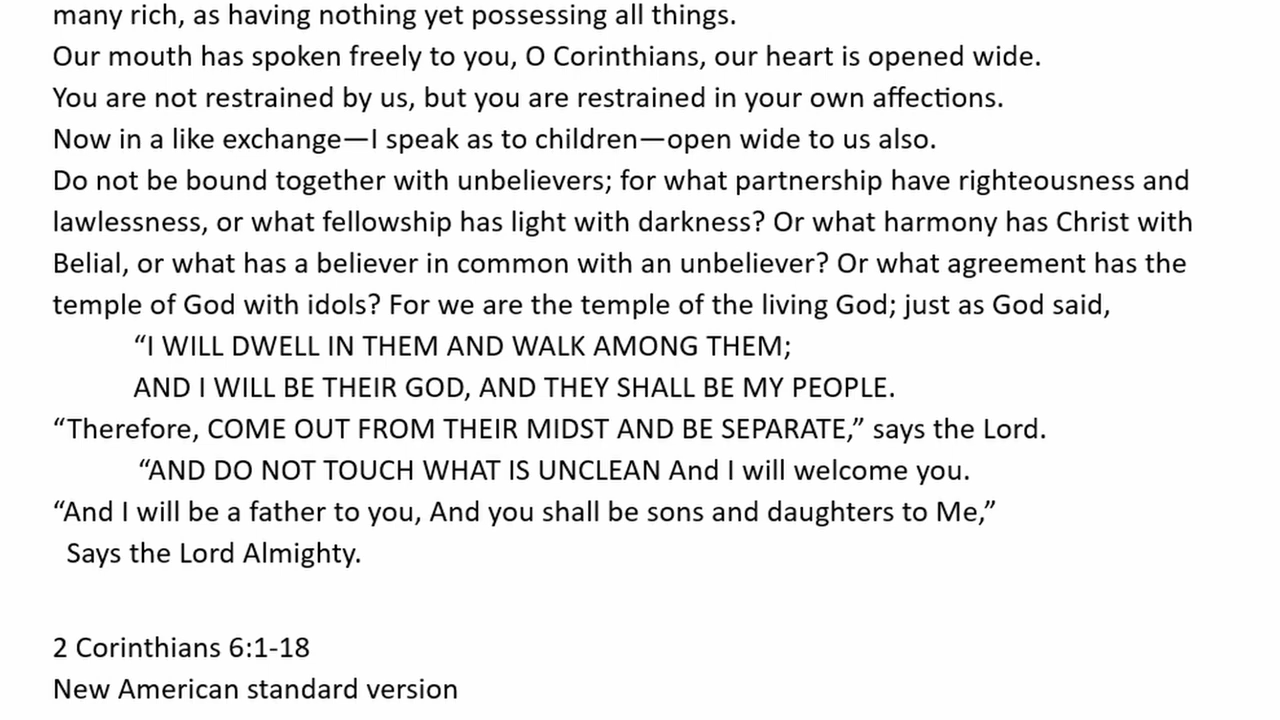 many rich, as having nothing yet possessing all things.
Our mouth has spoken freely to you, O Corinthians, our heart is opened wide.
You are not restrained by us, but you are restrained in your own affections.
Now in a like exchange—I speak as to children—open wide to us also.
Do not be bound together with unbelievers; for what partnership have righteousness and
lawlessness, or what fellowship has light with darkness? Or what harmony has Christ with
Belial, or what has a believer in common with an unbeliever? Or what agreement has the
temple of God with idols? For we are the temple of the living God; just as God said,
“I WILL DWELL IN THEM AND WALK AMONG THEM;
AND I WILL BE THEIR GOD, AND THEY SHALL BE MY PEOPLE.
“Therefore, COME OUT FROM THEIR MIDST AND BE SEPARATE,” says the Lord.
“AND DO NOT TOUCH WHAT IS UNCLEAN And I will welcome you.
“And I will be a father to you, And you shall be sons and daughters to Me,”
Says the Lord Almighty.
2 Corinthians 6:1-18
New American standard version